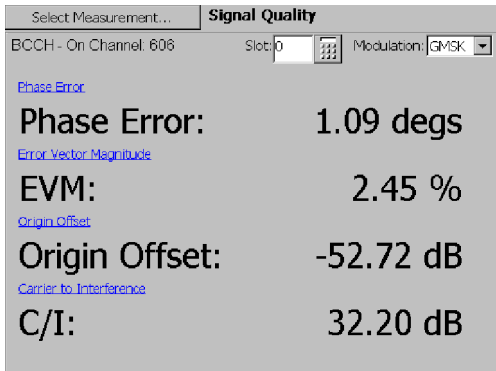 Select Measurement... Signal Quality
BCCH - On Channel: 606 Slot: 0 Modulation: GMSK
Phase Error
Phase Error: 1.09 degs
Error Vector Magnitude
EVM: 2.45 %
Origin Offset
Origin Offset: -52.72 dB
Carrier to Interference
C/I: 32.20 dB